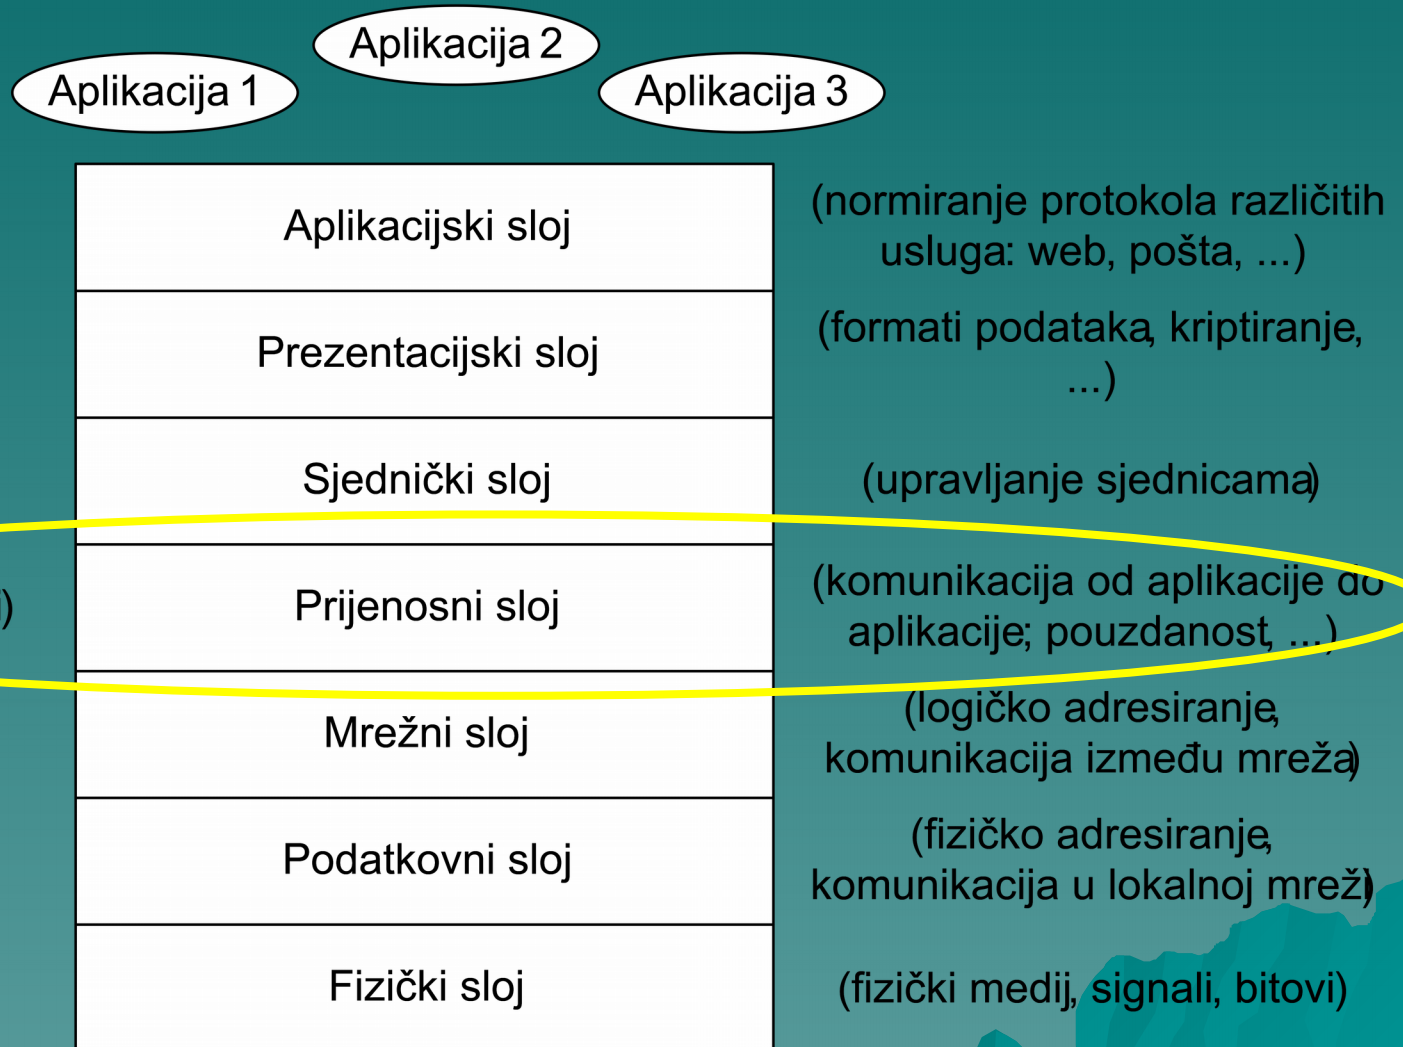 Aplikacija 2
Aplikacija 1
Aplikacija 3
Aplikacijski sloj
(normiranje protokola različitih
usluga: web, pošta, ...)
Prezentacijski sloj
(formati podataka, kriptiranje,
...)
Sjednički sloj
(upravljanje sjednicama)
Prijenosni sloj
(komunikacija od aplikacije do
aplikacije; pouzdanost, ...)
Mrežni sloj
(logičko adresiranje,
komunikacija između mreža)
Podatkovni sloj
(fizičko adresiranje,
komunikacija u lokalnoj mreži)
Fizički sloj
(fizički medij, signali, bitovi)